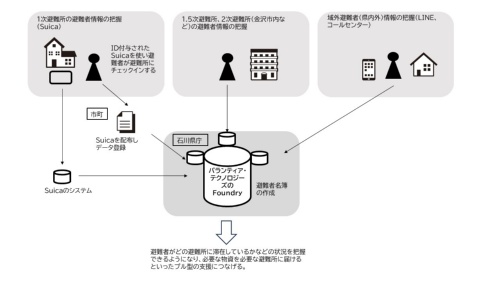 1次避難所の避難者情報の把握
(Suica)
ID付与された
Suicaを使い避
難者が避難所に
チェックインする
1.5次避難所、2次避難所(金沢市内な
ど)の避難者情報の把握
域外避難者(県内外)情報の把握(LINE、
コールセンター)
市町
Suicaを配布し
データ登録
石川県庁
パランティア・
テクノロジー
ズの
Foundry
避難者名簿
の作成
Suicaのシステム
避難者がどの避難所に滞在しているかなどの状況を把握
できるようになり、必要な物資を必要な避難所に届ける
といったプル型の支援につなげる。